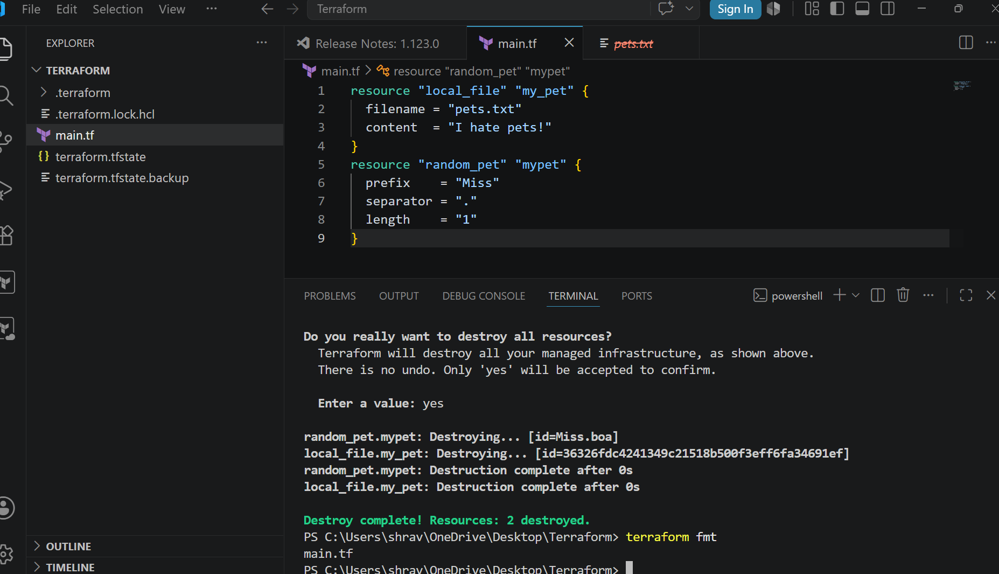 File Edit Selection View ... Terraform Sign In
EXPLORER ...
TERRAFORM
.terraform
.terraform.lock.hcl
main.tf
{} terraform.tfstate
terraform.tfstate.backup
OUTLINE
TIMELINE
Release Notes: 1.123.0 main.tf pets.txt
main.tf > resource "random_pet" "mypet"
1 resource "local_file" "my_pet" {
2 filename = "pets.txt"
3 content = "I hate pets!"
4 }
5 resource "random_pet" "mypet" {
6 prefix = "Miss"
7 separator = "."
8 length = "1"
9 }
PROBLEMS OUTPUT DEBUG CONSOLE TERMINAL PORTS powershell
Do you really want to destroy all resources?
Terraform will destroy all your managed infrastructure, as shown above.
There is no undo. Only 'yes' will be accepted to confirm.
Enter a value: yes
random_pet.mypet: Destroying... [id=Miss.boa]
local_file.my_pet: Destroying... [id=36326fdc4241349c21518b500f3eff6fa34691ef]
random_pet.mypet: Destruction complete after 0s
local_file.my_pet: Destruction complete after 0s
Destroy complete! Resources: 2 destroyed.
PS C:\Users\shrav\OneDrive\Desktop\Terraform> terraform fmt
main.tf
PS C:\Users\shrav\OneDrive\Desktop\Terraform>